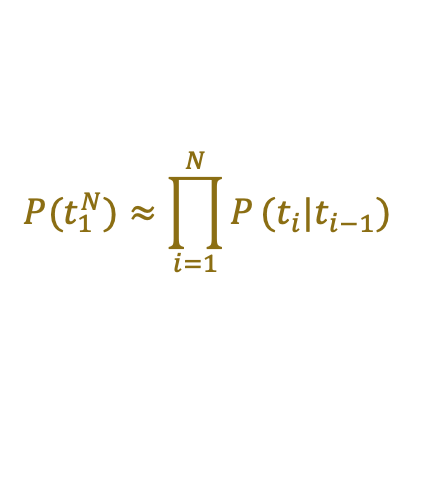 P(t_1^N) ≈ ∏_{i=1}^{N} P (t_i|t_{i−1})